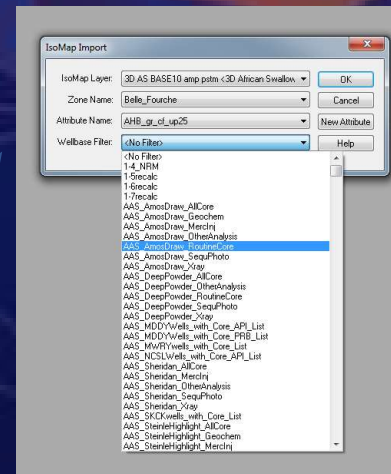 IsoMap Import
IsoMap Layer: 3D AS BASE10 amp pstm <3D African Swallow OK
Zone Name: Belle_Fourche Cancel
Attribute Name: AHB_gr_cf_up25 New Attribute
Wellbase Filter: <No Filter> Help
<No Filter>
1-4_NRM
1-5recalc
1-6recalc
1-7recalc
AAS_AmosDraw_AllCore
AAS_AmosDraw_Geochem
AAS_AmosDraw_MercInj
AAS_AmosDraw_OtherAnalysis
AAS_AmosDraw_RoutineCore
AAS_AmosDraw_SequPhoto
AAS_AmosDraw_Xray
AAS_DeepPowder_AllCore
AAS_DeepPowder_OtherAnalysis
AAS_DeepPowder_RoutineCore
AAS_DeepPowder_SequPhoto
AAS_DeepPowder_Xray
AAS_MDDYWells_with_Core_API_List
AAS_MDDYWells_with_Core_PRB_List
AAS_MWRYwells_with_Core_List
AAS_NCSLWells_with_Core_API_List
AAS_Sheridan_AllCore
AAS_Sheridan_MercInj
AAS_Sheridan_OtherAnalysis
AAS_Sheridan_SequPhoto
AAS_Sheridan_Xray
AAS_SKCKwells_with_Core_List
AAS_SteinleHighlight_AllCore
AAS_SteinleHighlight_Geochem
AAS_SteinleHighlight_MercInj